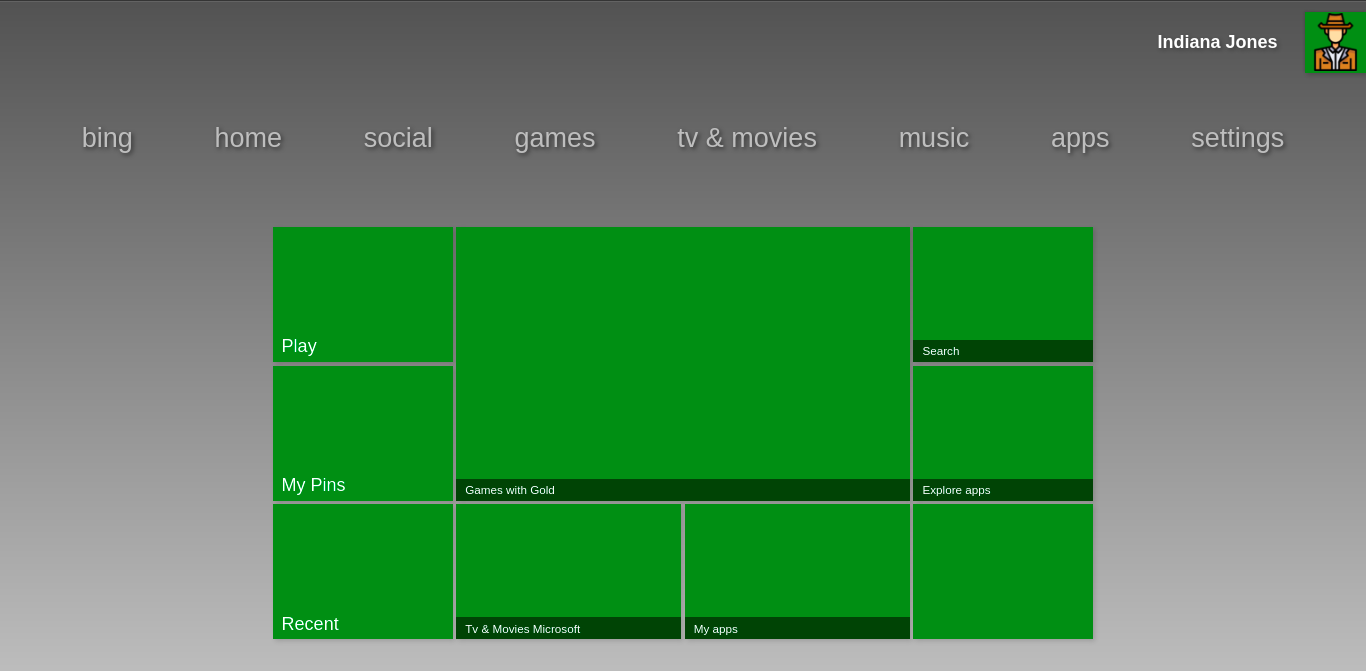 Indiana Jones
bing home social games tv & movies music apps settings
Play
Search
My Pins
Games with Gold
Explore apps
Recent
Tv & Movies Microsoft
My apps